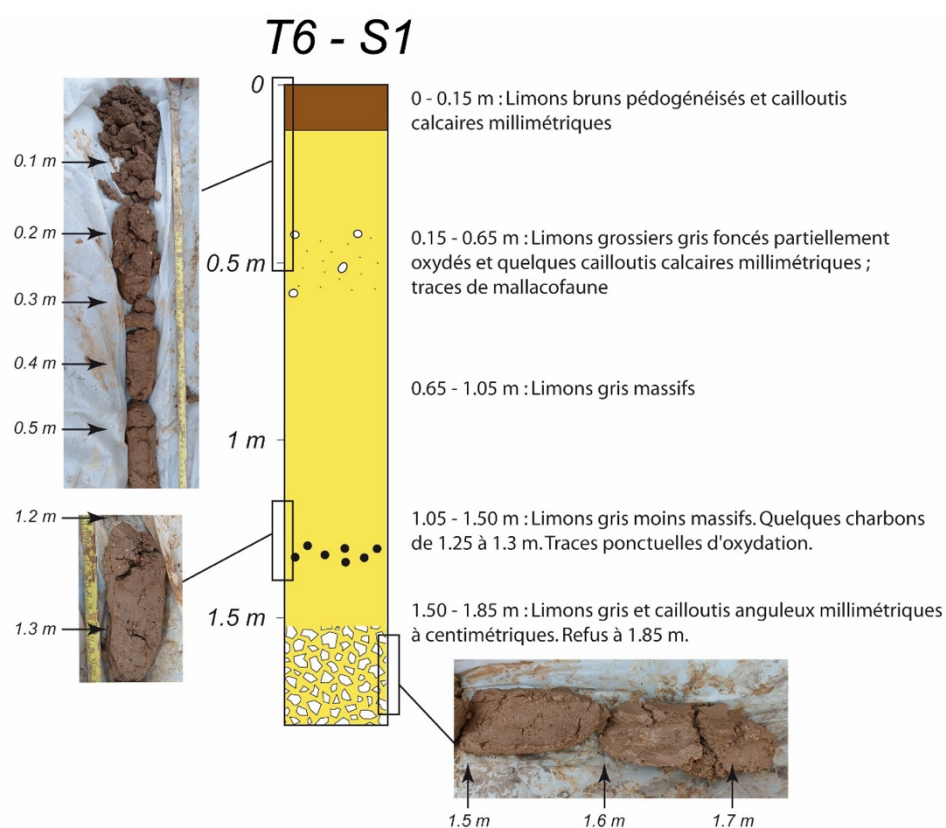 T6 - S1
0
0.5 m
1 m
1.5 m
0.1 m
0.2 m
0.3 m
0.4 m
0.5 m
1.2 m
1.3 m
0 - 0.15 m : Limons bruns pédogénéisés et cailloutis
calcaires millimétriques
0.15 - 0.65 m : Limons grossiers gris foncés partiellement
oxydés et quelques cailloutis calcaires millimétriques ;
traces de mallacofaune
0.65 - 1.05 m : Limons gris massifs
1.05 - 1.50 m : Limons gris moins massifs. Quelques charbons
de 1.25 à 1.3 m. Traces ponctuelles d'oxydation.
1.50 - 1.85 m : Limons gris et cailloutis anguleux millimétriques
à centimétriques. Refus à 1.85 m.
1.5 m
1.6 m
1.7 m